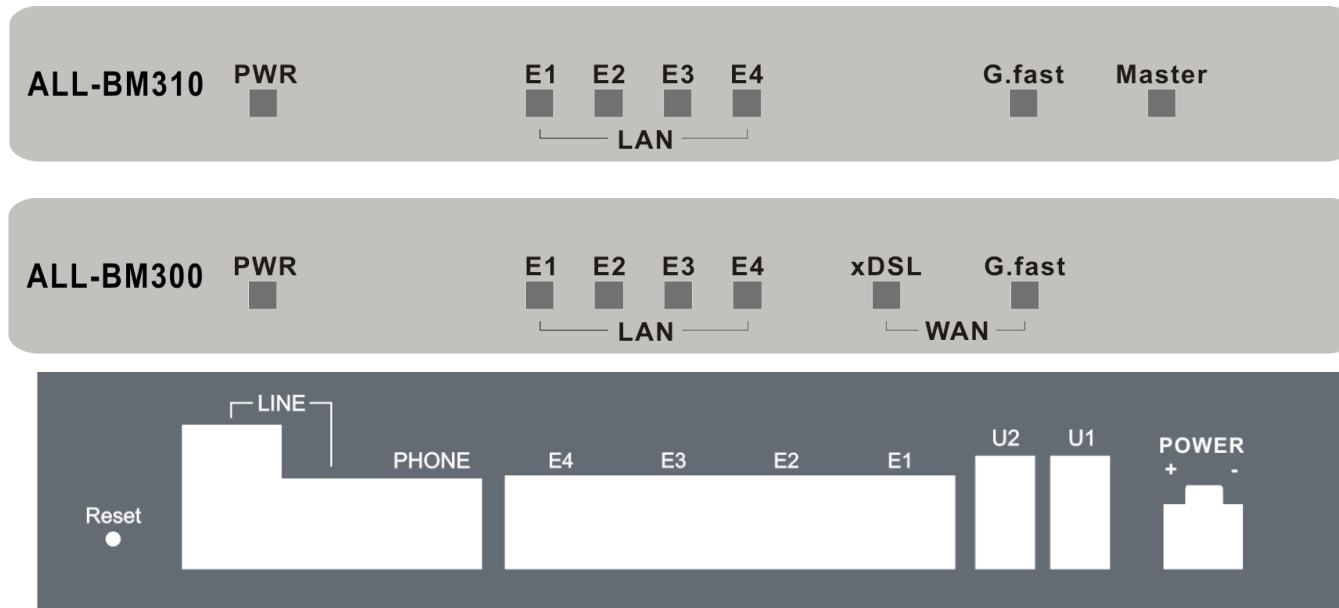 ALL-BM310 PWR E1 E2 E3 E4 G.fast Master
LAN
ALL-BM300 PWR E1 E2 E3 E4 xDSL G.fast
LAN WAN
LINE
U2 U1 POWER
PHONE E4 E3 E2 E1
+ -
Reset